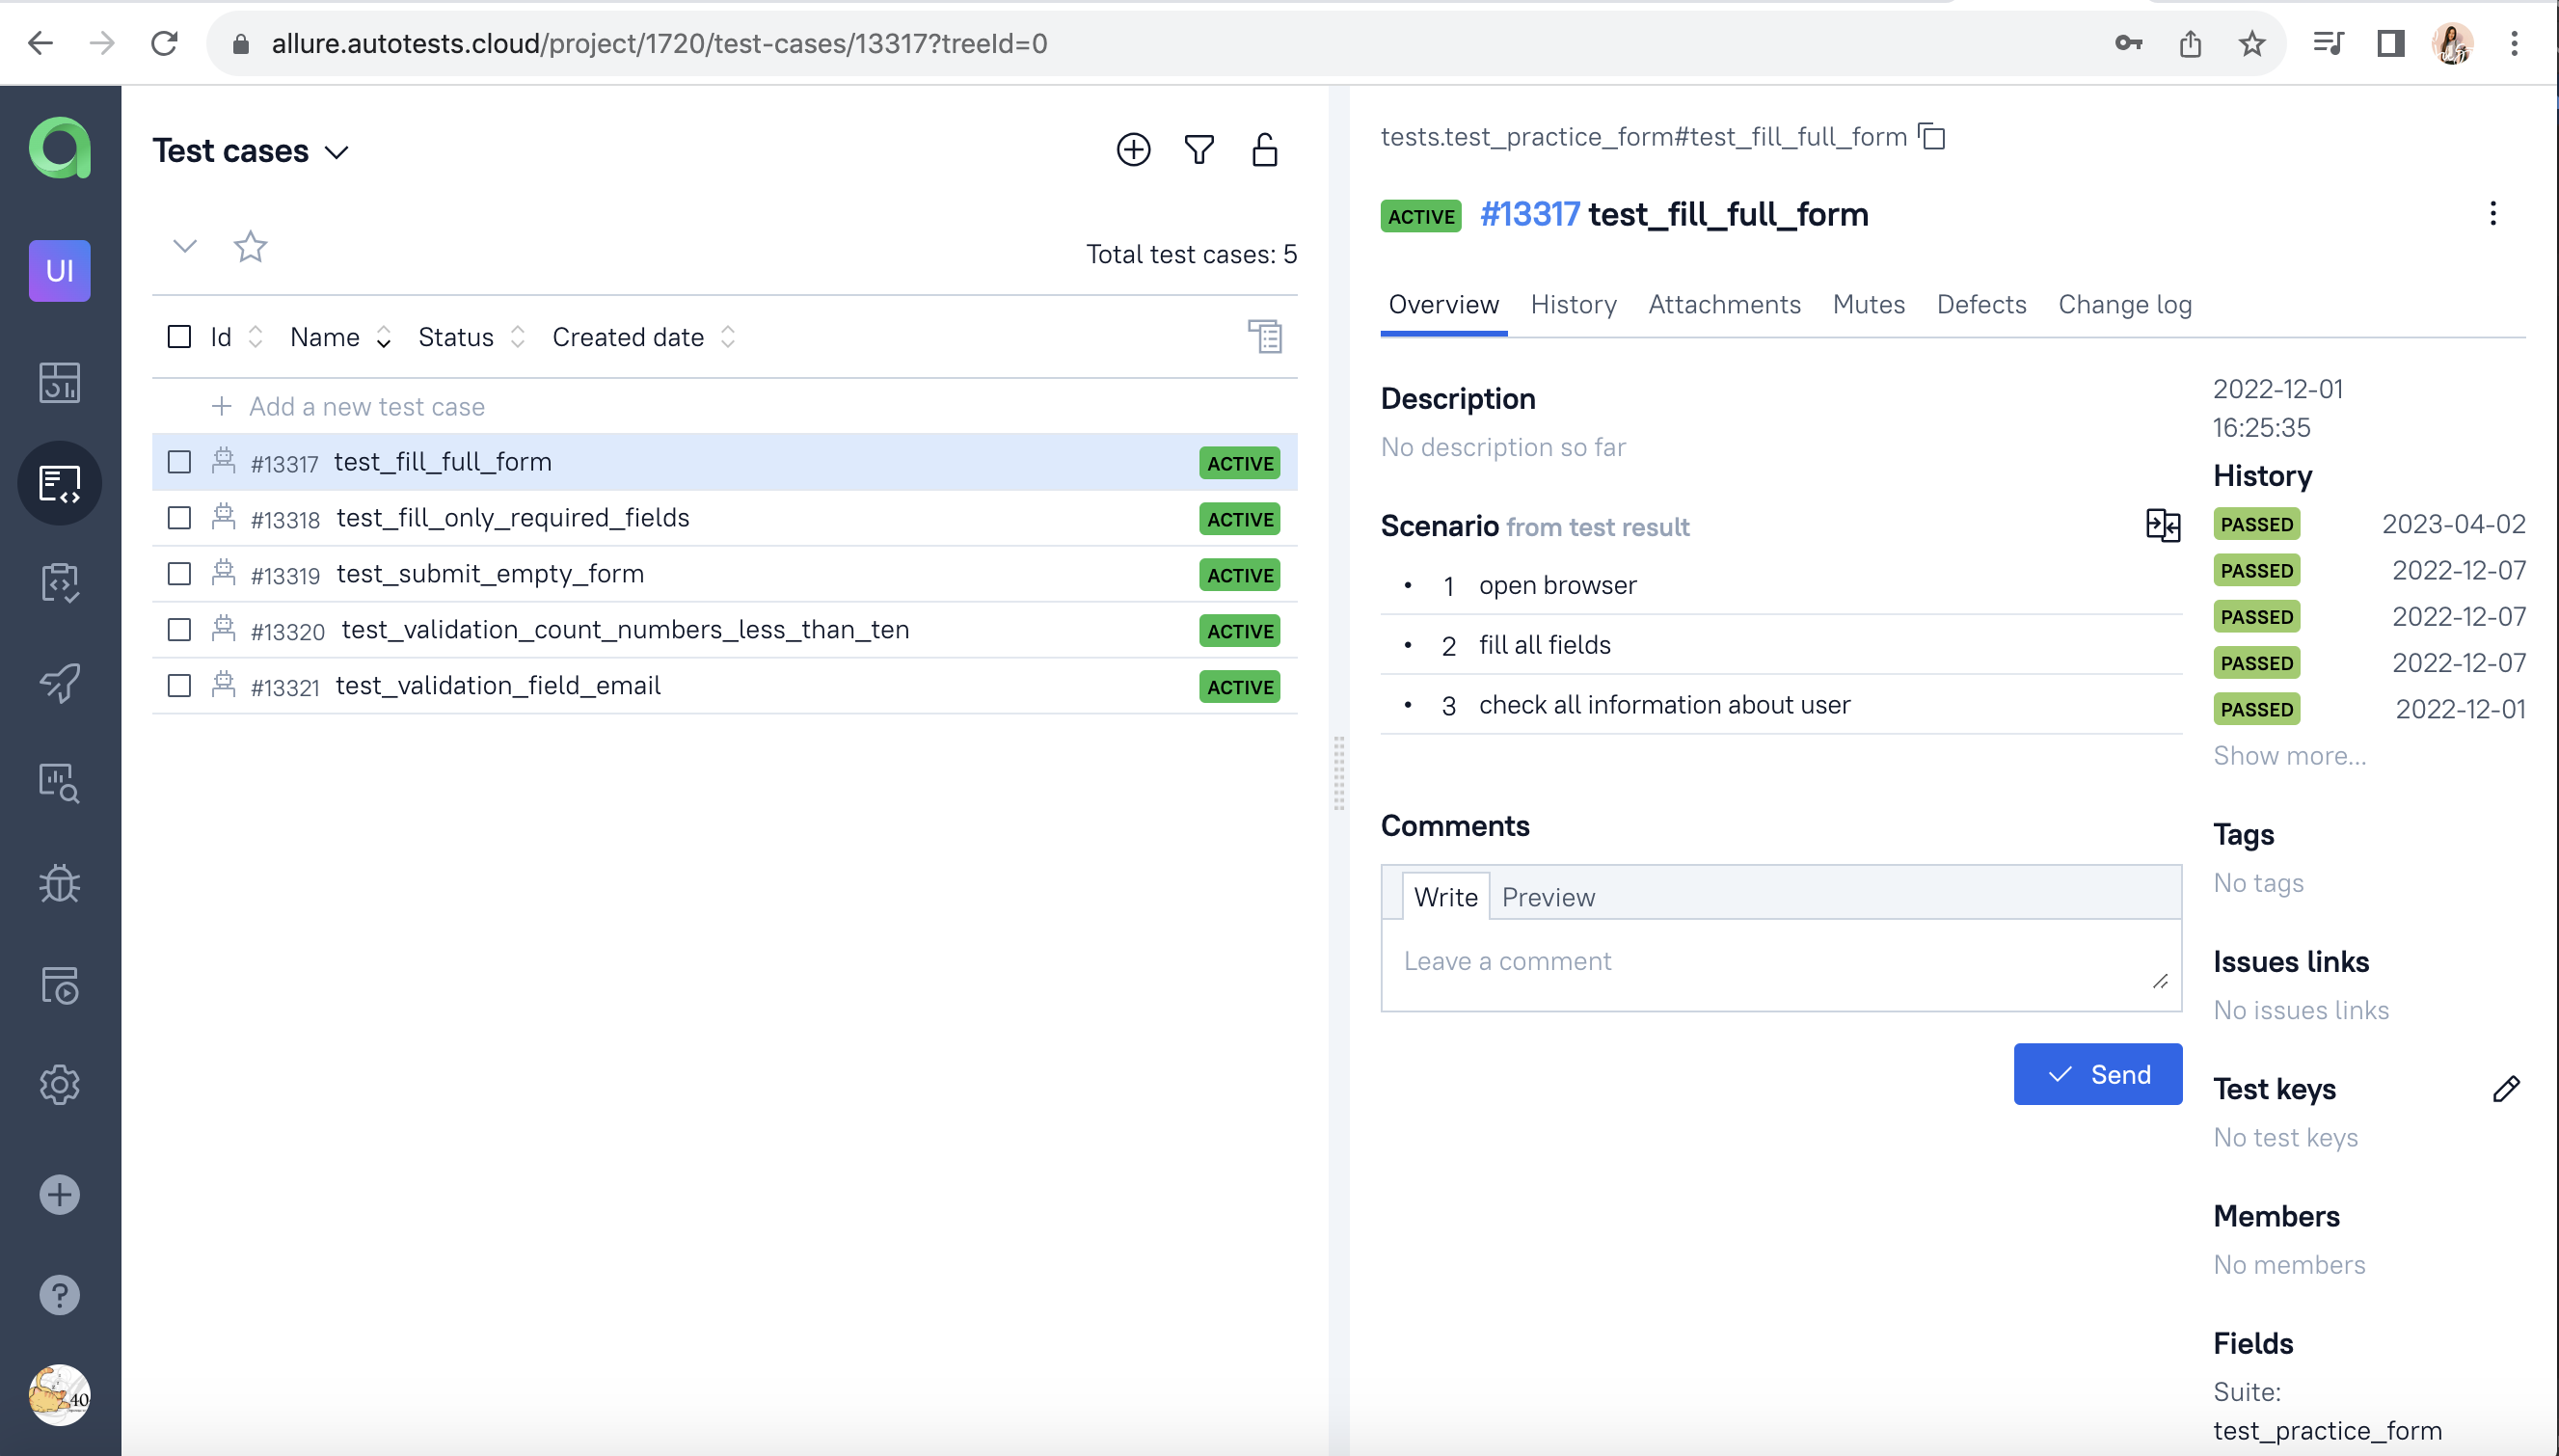 allure.autotests.cloud/project/1720/test-cases/13317?treeId=0
UI
Test cases
Total test cases: 5
Id Name Status Created date
Add a new test case
#13317 test_fill_full_form ACTIVE
#13318 test_fill_only_required_fields ACTIVE
#13319 test_submit_empty_form ACTIVE
#13320 test_validation_count_numbers_less_than_ten ACTIVE
#13321 test_validation_field_email ACTIVE
40
tests.test_practice_form#test_fill_full_form
ACTIVE #13317 test_fill_full_form
Overview History Attachments Mutes Defects Change log
Description
No description so far
Scenario from test result
• 1 open browser
• 2 fill all fields
• 3 check all information about user
Comments
Write Preview
Leave a comment
Send
2022-12-01
16:25:35
History
PASSED 2023-04-02
PASSED 2022-12-07
PASSED 2022-12-07
PASSED 2022-12-07
PASSED 2022-12-01
Show more...
Tags
No tags
Issues links
No issues links
Test keys
No test keys
Members
No members
Fields
Suite:
test_practice_form